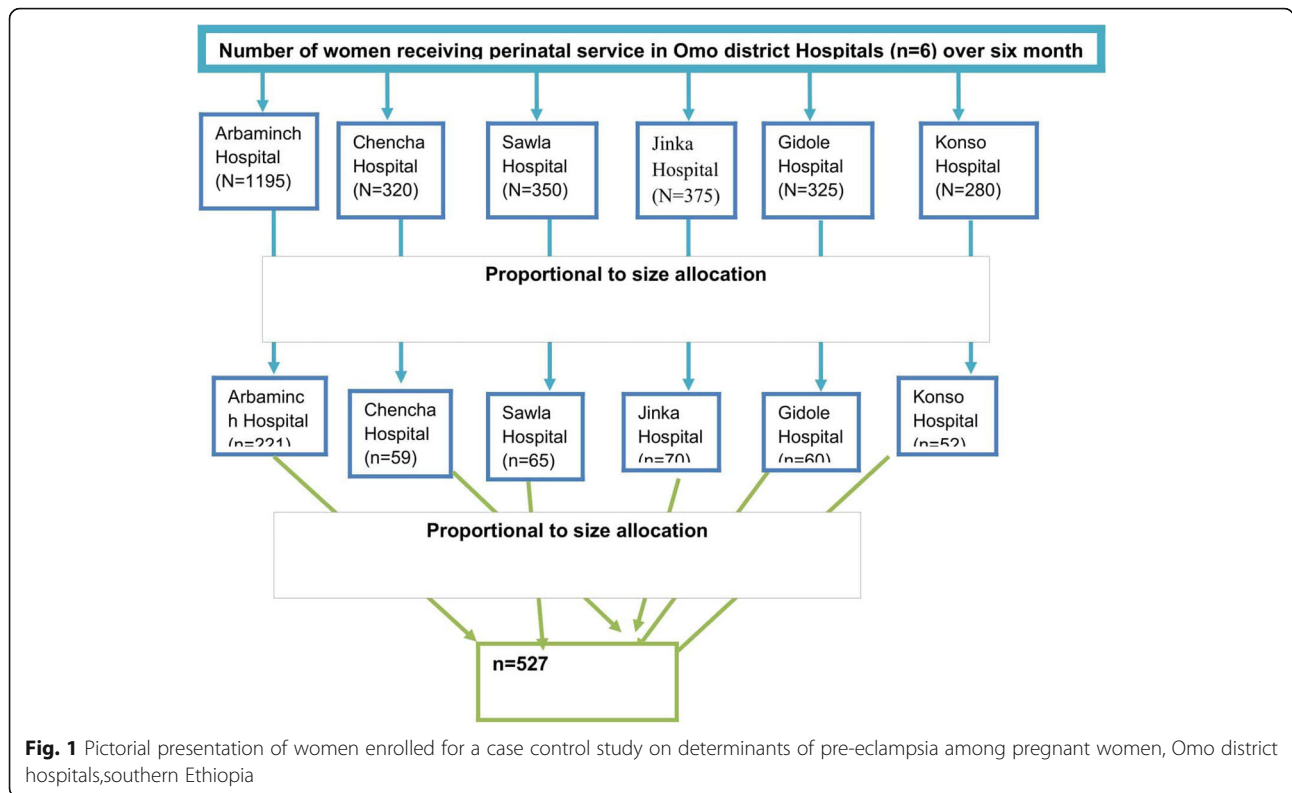 Number of women receiving perinatal service in Omo district Hospitals (n=6) over six month
Arbaminch
Hospital
(N=1195)
Chencha
Hospital
(N=320)
Sawla
Hospital
(N=350)
Jinka
Hospital
(N=375)
Gidole
Hospital
(N=325)
Konso
Hospital
(N=280)
Proportional to size allocation
Arbaminc
h Hospital
(n=221)
Chencha
Hospital
(n=59)
Sawla
Hospital
(n=65)
Jinka
Hospital
(n=70)
Gidole
Hospital
(n=60)
Konso
Hospital
(n=52)
Proportional to size allocation
n=527
Fig. 1 Pictorial presentation of women enrolled for a case control study on determinants of pre-eclampsia among pregnant women, Omo district
hospitals,southern Ethiopia